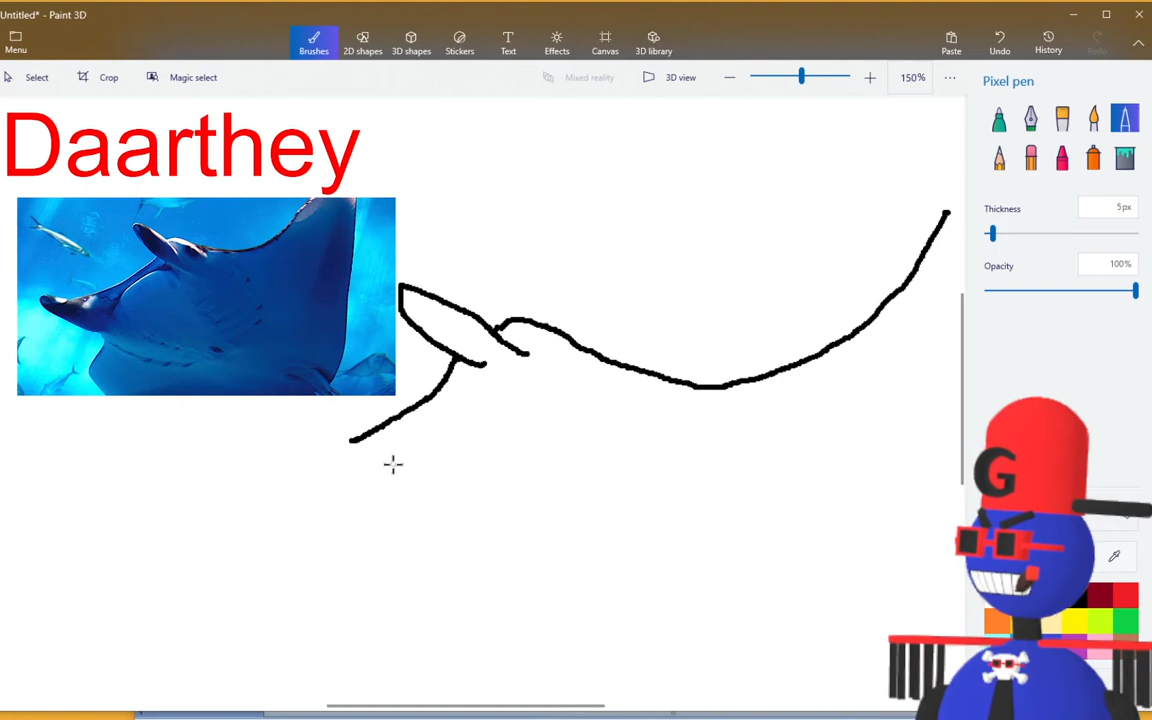 Untitled* - Paint 3D
Menu
Brushes
2D shapes
3D shapes
Stickers
Text
Effects
Canvas
3D library
Paste
Undo
History
Redo
Select
Crop
Magic select
Mixed reality
3D view
150%
Pixel pen
Daarthey
Thickness
5px
Opacity
100%
G